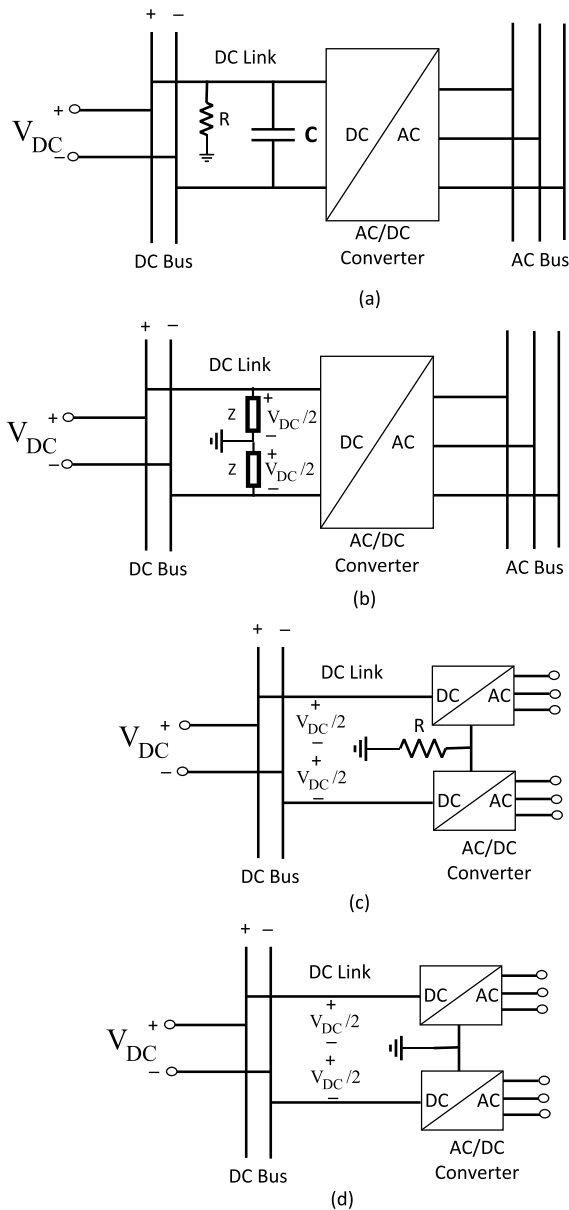 + −
DC Link
+
V_DC
−
R
C
DC AC
AC/DC
Converter
DC Bus
AC Bus
(a)
+ −
DC Link
+
V_DC
−
Z + V_DC/2 −
Z + V_DC/2 −
DC AC
AC/DC
Converter
DC Bus
AC Bus
(b)
+ −
DC Link
+
V_DC
−
+
V_DC/2
−
+
V_DC/2
−
R
DC AC
DC AC
AC/DC
Converter
DC Bus
(c)
+ −
DC Link
+
V_DC
−
+
V_DC/2
−
+
V_DC/2
−
DC AC
DC AC
AC/DC
Converter
DC Bus
(d)